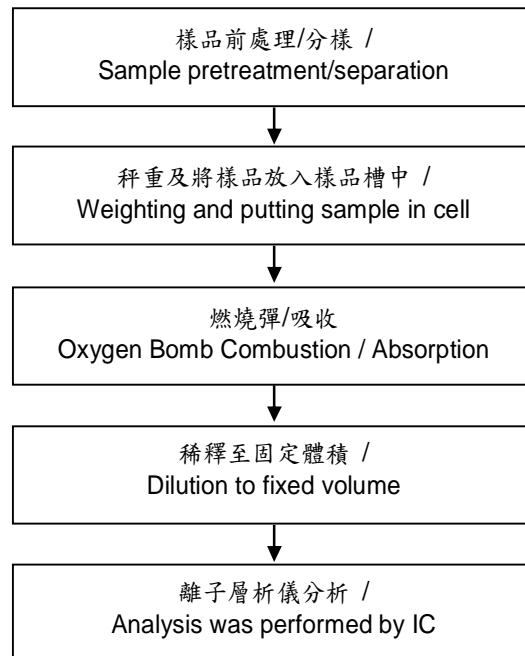 樣品前處理/分樣 /
Sample pretreatment/separation
秤重及將樣品放入樣品槽中 /
Weighting and putting sample in cell
燃燒彈/吸收
Oxygen Bomb Combustion / Absorption
稀釋至固定體積 /
Dilution to fixed volume
離子層析儀分析 /
Analysis was performed by IC